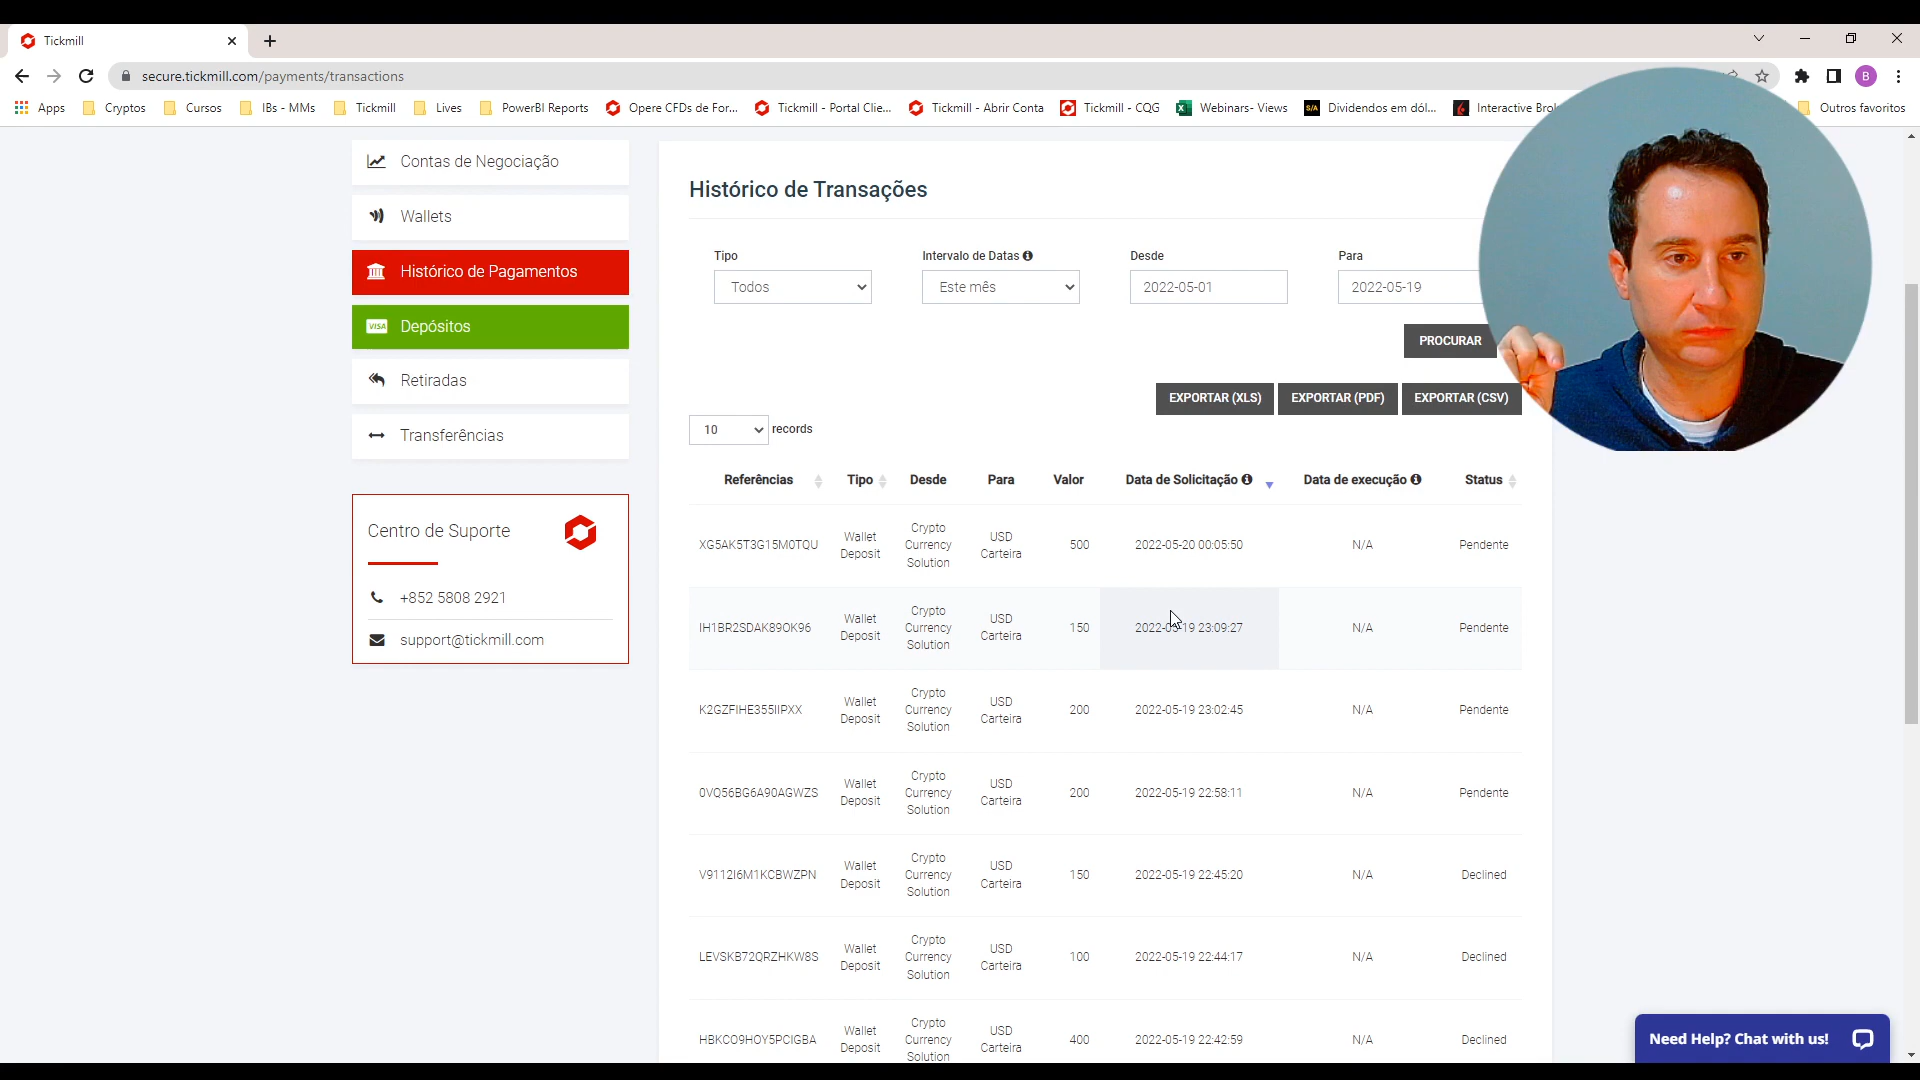 Tickmill
secure.tickmill.com/payments/transactions
B
Apps
Cryptos
Cursos
IBs - MMs
Tickmill
Lives
PowerBI Reports
Opere CFDs de For...
Tickmill - Portal Clie...
Tickmill - Abrir Conta
Tickmill - CQG
Webinars- Views
S/A
Dividendos em dól...
Interactive Bro
Outros favoritos
Contas de Negociação
Wallets
Histórico de Pagamentos
VISA
Depósitos
Retiradas
Transferências
Centro de Suporte
+852 5808 2921
support@tickmill.com
Histórico de Transações
Tipo
Intervalo de Datas
Desde
Para
Todos
Este mês
2022-05-01
2022-05-19
PROCURAR
EXPORTAR (XLS)
EXPORTAR (PDF)
EXPORTAR (CSV)
10 records
Referências Tipo Desde Para Valor Data de Solicitação Data de execução Status
XG5AK5T3G15M0TQU Wallet Deposit Crypto Currency Solution USD Carteira 500 2022-05-20 00:05:50 N/A Pendente
IH1BR2SDAK89OK96 Wallet Deposit Crypto Currency Solution USD Carteira 150 2022-05-19 23:09:27 N/A Pendente
K2GZFIHE355IIPXX Wallet Deposit Crypto Currency Solution USD Carteira 200 2022-05-19 23:02:45 N/A Pendente
0VQ56BG6A90AGWZS Wallet Deposit Crypto Currency Solution USD Carteira 200 2022-05-19 22:58:11 N/A Pendente
V9112I6M1KCBWZPN Wallet Deposit Crypto Currency Solution USD Carteira 150 2022-05-19 22:45:20 N/A Declined
LEVSKB72QRZHKW8S Wallet Deposit Crypto Currency Solution USD Carteira 100 2022-05-19 22:44:17 N/A Declined
HBKCO9HOY5PCIGBA Wallet Deposit Crypto Currency Solution USD Carteira 400 2022-05-19 22:42:59 N/A Declined
Need Help? Chat with us!